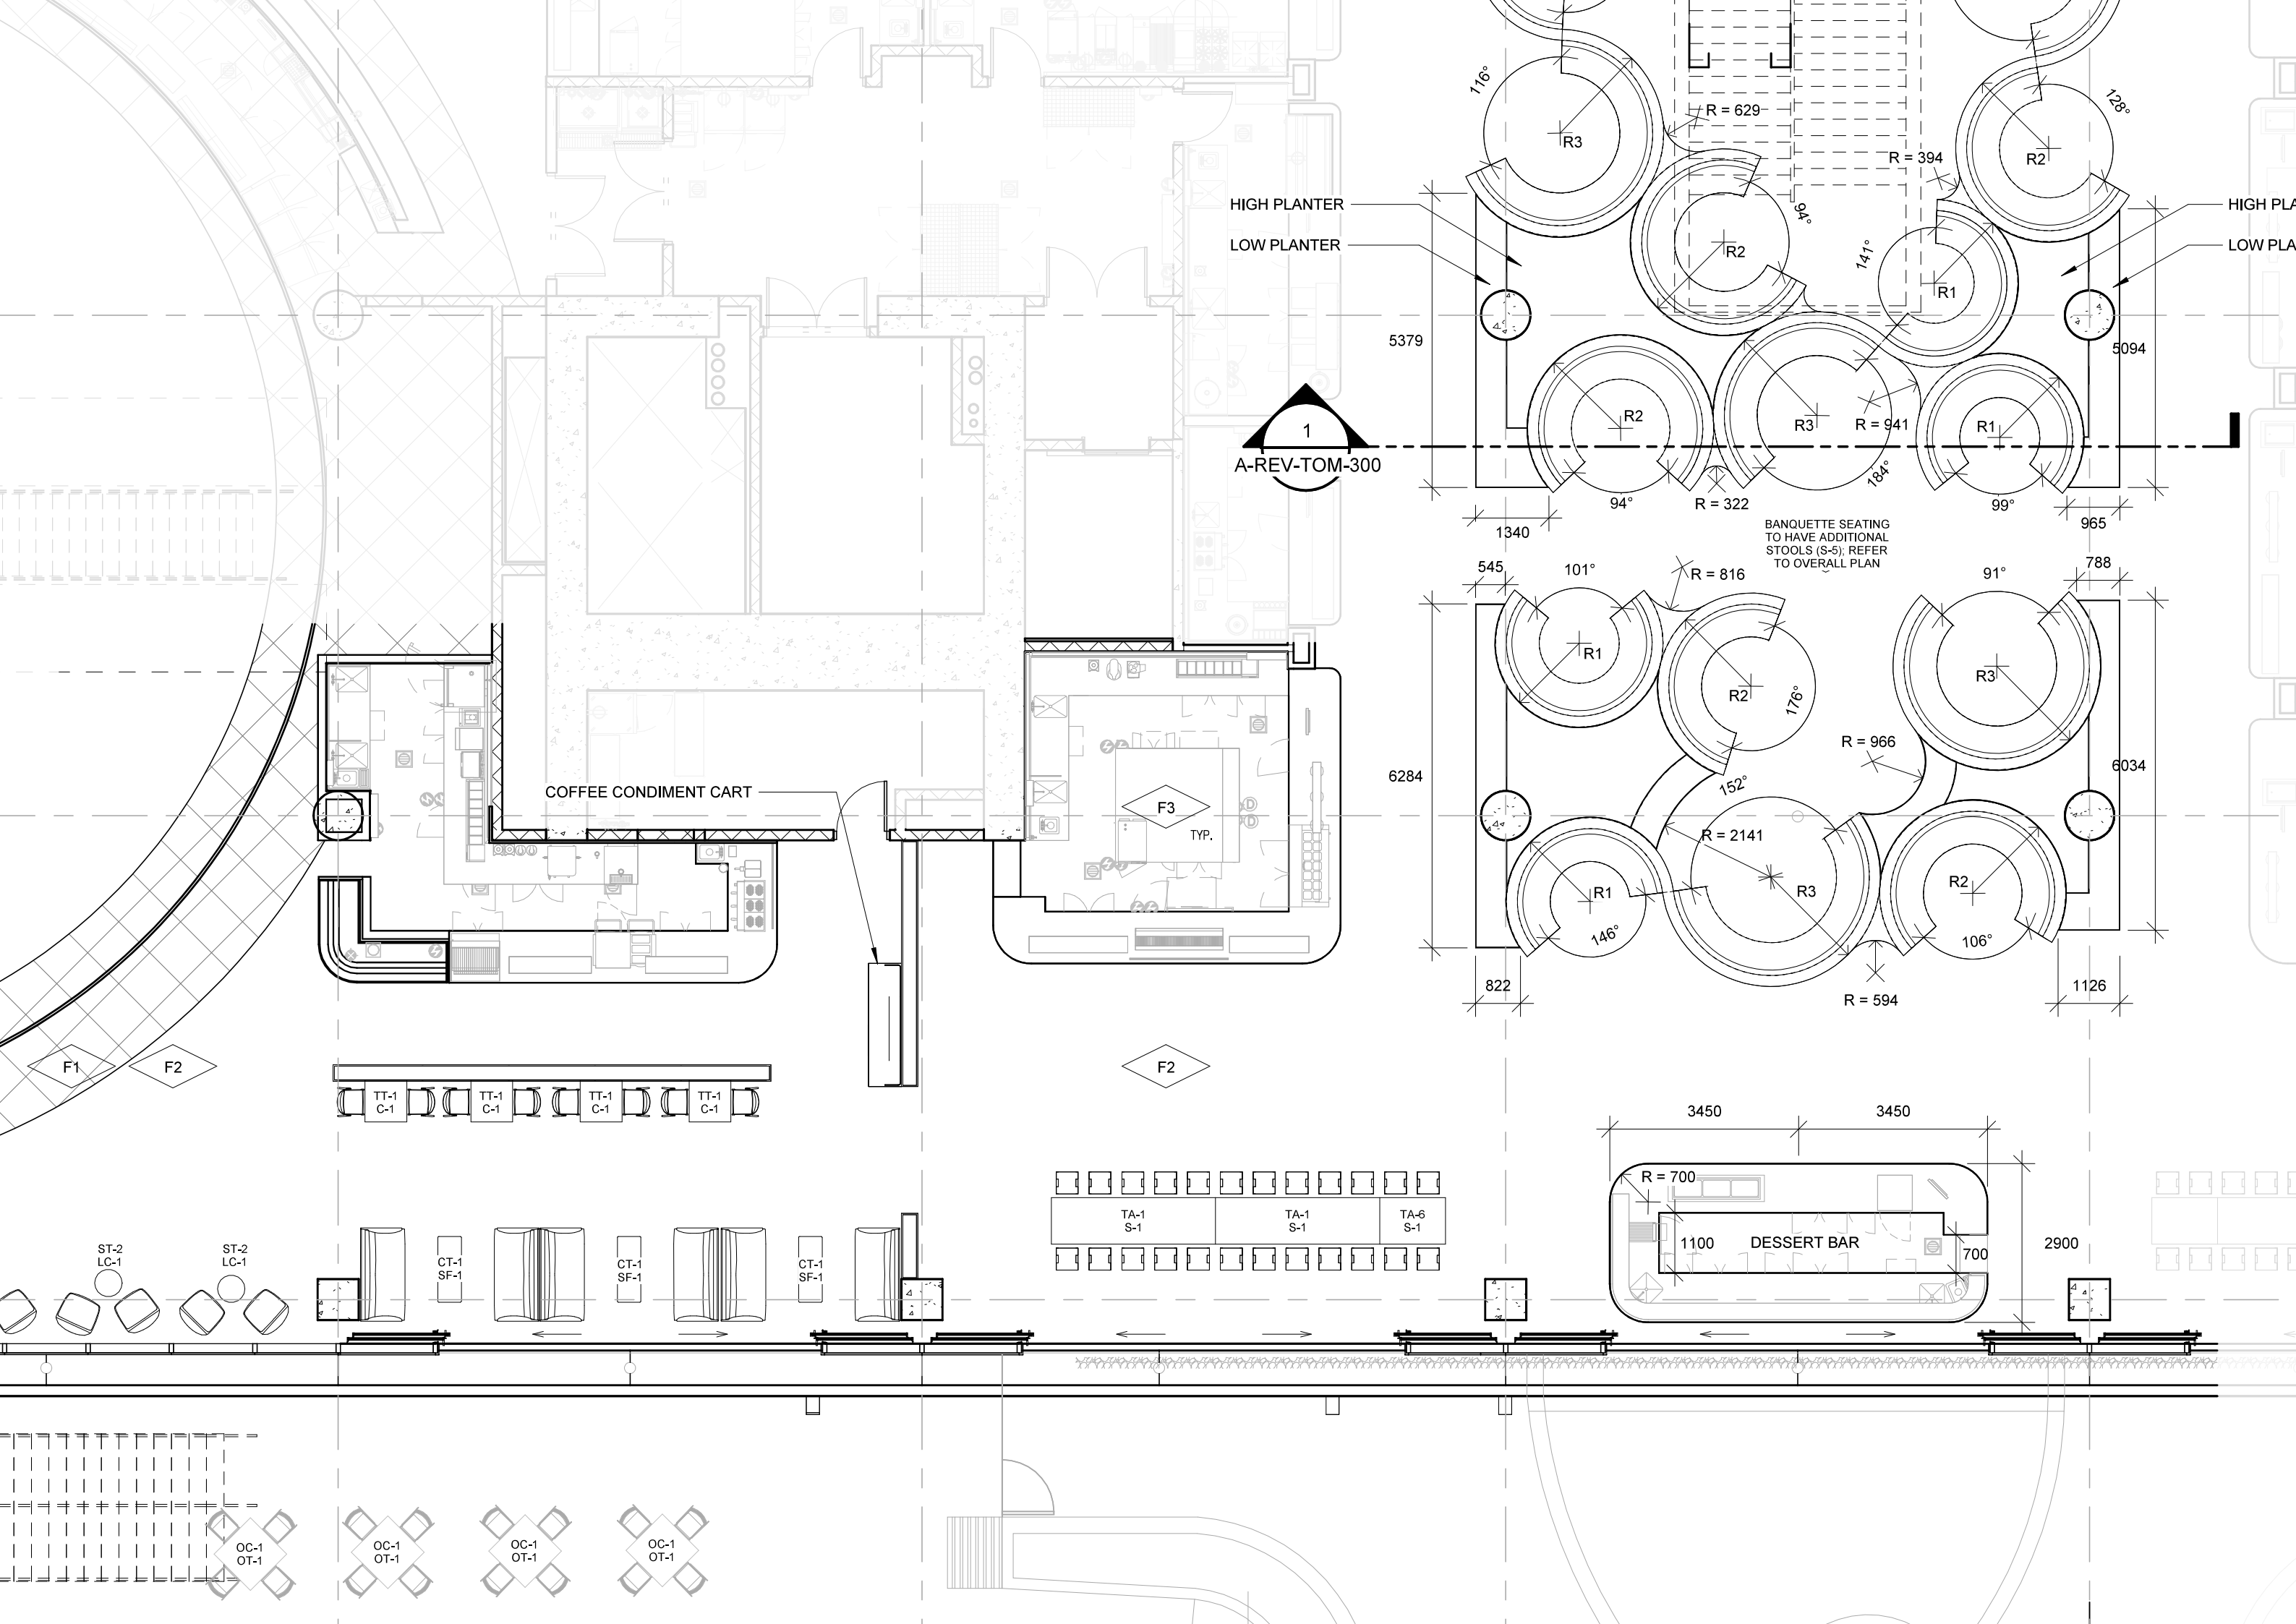 116°
R3
R = 629
128°
R2
R = 394
HIGH PLANTER
LOW PLANTER
94°
R2
141°
R1
HIGH PLA
LOW PLA
5379
5094
1
A-REV-TOM-300
R2
R3
R = 941
R1
184°
94°
R = 322
99°
1340
965
BANQUETTE SEATING
TO HAVE ADDITIONAL
STOOLS (S-5); REFER
TO OVERALL PLAN
545
101°
R = 816
91°
788
R1
R2
176°
R3
R = 966
6284
6034
152°
R = 2141
R1
R3
R2
146°
106°
822
R = 594
1126
COFFEE CONDIMENT CART
F3
TYP.
F1
F2
F2
TT-1
C-1
TT-1
C-1
TT-1
C-1
TT-1
C-1
3450
3450
R = 700
1100
DESSERT BAR
700
2900
TA-1
S-1
TA-1
S-1
TA-6
S-1
ST-2
LC-1
ST-2
LC-1
CT-1
SF-1
CT-1
SF-1
CT-1
SF-1
OC-1
OT-1
OC-1
OT-1
OC-1
OT-1
OC-1
OT-1